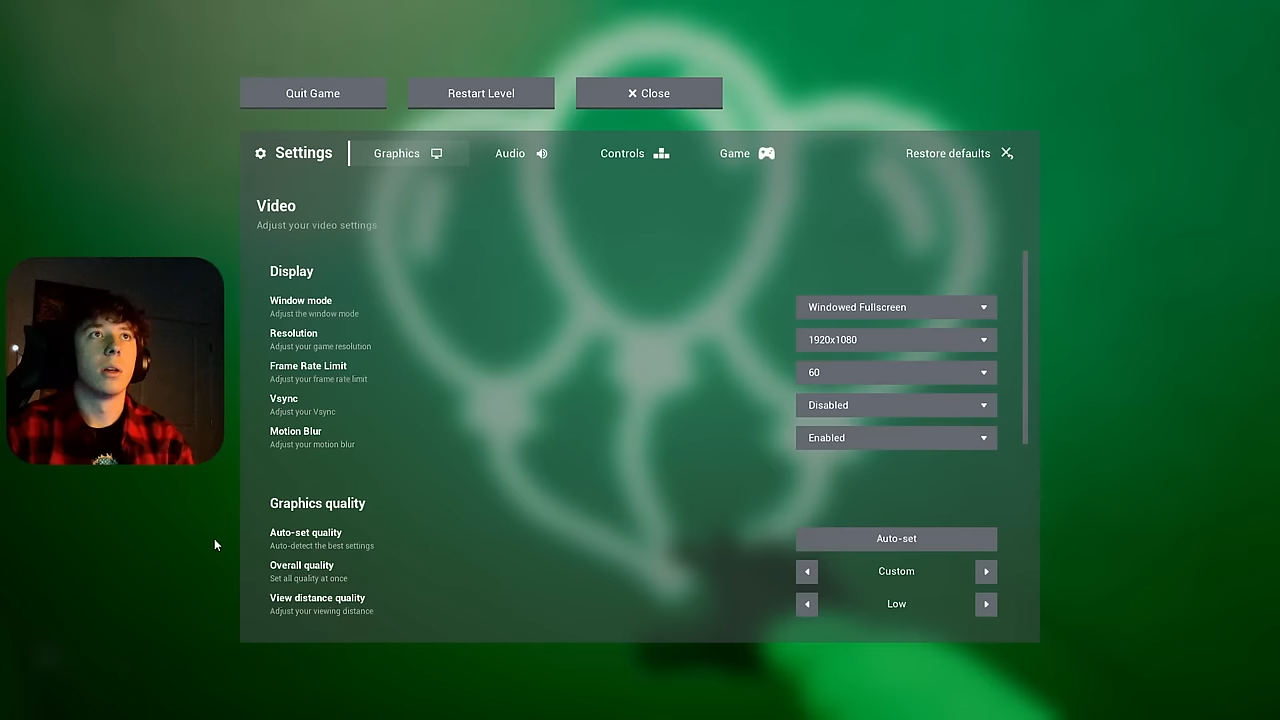 Quit Game
Restart Level
Close
Settings
Graphics
Audio
Controls
Game
Restore defaults
Video
Adjust your video settings
Display
Window mode
Adjust the window mode
Windowed Fullscreen
Resolution
Adjust your game resolution
1920x1080
Frame Rate Limit
Adjust your frame rate limit
60
Vsync
Adjust your Vsync
Disabled
Motion Blur
Adjust your motion blur
Enabled
Graphics quality
Auto-set quality
Auto-detect the best settings
Auto-set
Overall quality
Set all quality at once
Custom
View distance quality
Adjust your viewing distance
Low